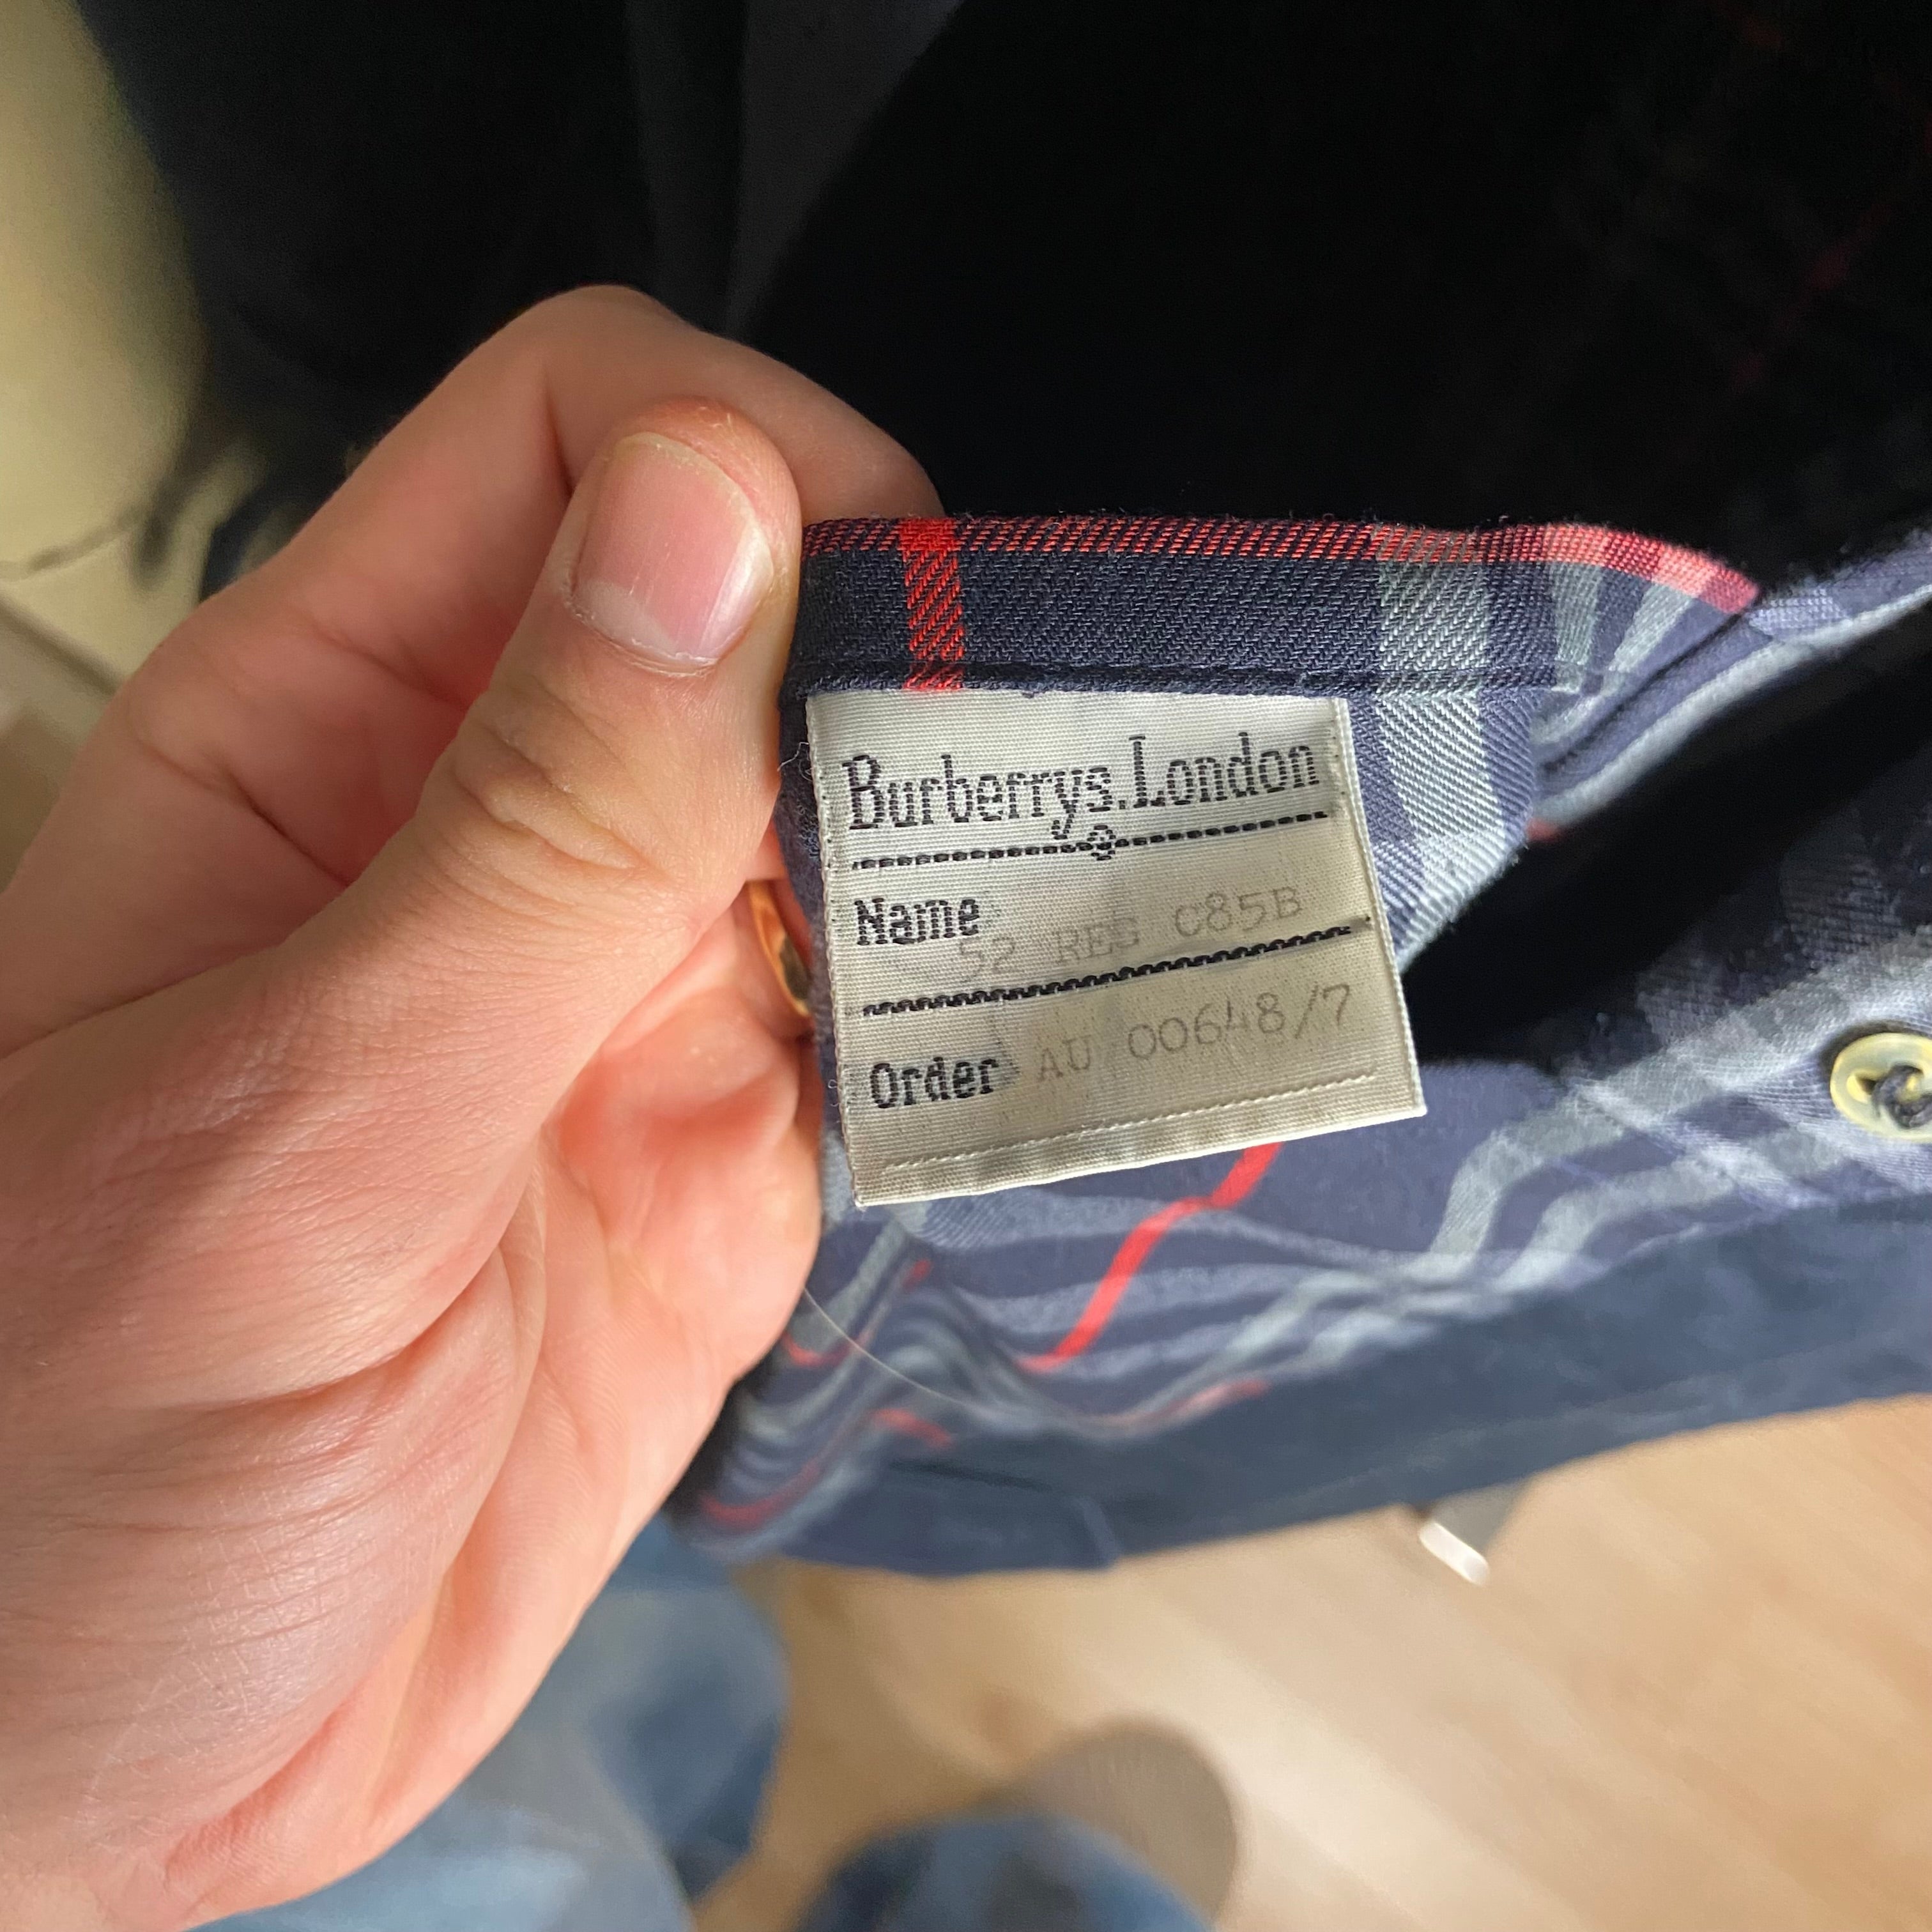 Burberrys. London
Name
52 REG C85B
Order AU 00648/7